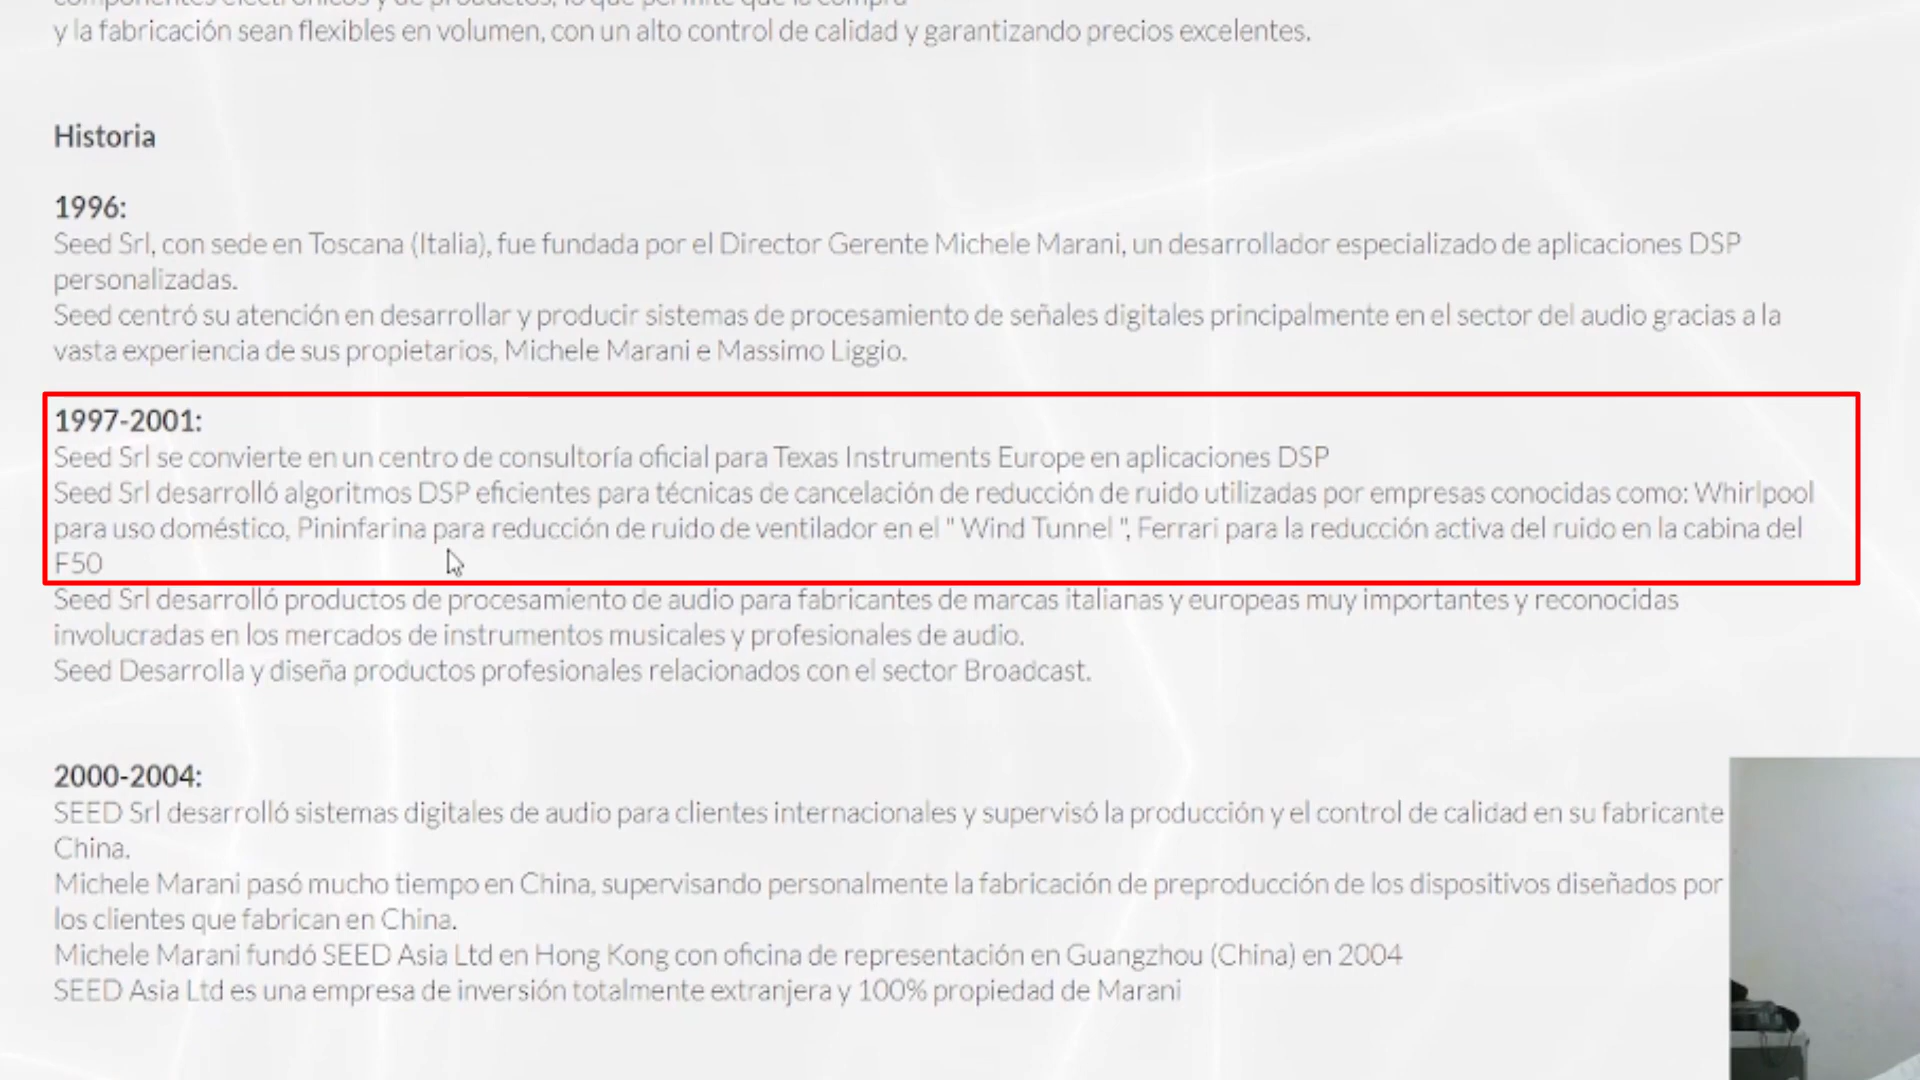 componentes electrónicos y de productos, lo que permite que la compra
y la fabricación sean flexibles en volumen, con un alto control de calidad y garantizando precios excelentes.
Historia
1996:
Seed Srl, con sede en Toscana (Italia), fue fundada por el Director Gerente Michele Marani, un desarrollador especializado de aplicaciones DSP
personalizadas.
Seed centró su atención en desarrollar y producir sistemas de procesamiento de señales digitales principalmente en el sector del audio gracias a la
vasta experiencia de sus propietarios, Michele Marani e Massimo Liggio.
1997-2001:
Seed Srl se convierte en un centro de consultoría oficial para Texas Instruments Europe en aplicaciones DSP
Seed Srl desarrolló algoritmos DSP eficientes para técnicas de cancelación de reducción de ruido utilizadas por empresas conocidas como: Whirlpool
para uso doméstico, Pininfarina para reducción de ruido de ventilador en el " Wind Tunnel ", Ferrari para la reducción activa del ruido en la cabina del
F50
Seed Srl desarrolló productos de procesamiento de audio para fabricantes de marcas italianas y europeas muy importantes y reconocidas
involucradas en los mercados de instrumentos musicales y profesionales de audio.
Seed Desarrolla y diseña productos profesionales relacionados con el sector Broadcast.
2000-2004:
SEED Srl desarrolló sistemas digitales de audio para clientes internacionales y supervisó la producción y el control de calidad en su fabricante
China.
Michele Marani pasó mucho tiempo en China, supervisando personalmente la fabricación de preproducción de los dispositivos diseñados por
los clientes que fabrican en China.
Michele Marani fundó SEED Asia Ltd en Hong Kong con oficina de representación en Guangzhou (China) en 2004
SEED Asia Ltd es una empresa de inversión totalmente extranjera y 100% propiedad de Marani